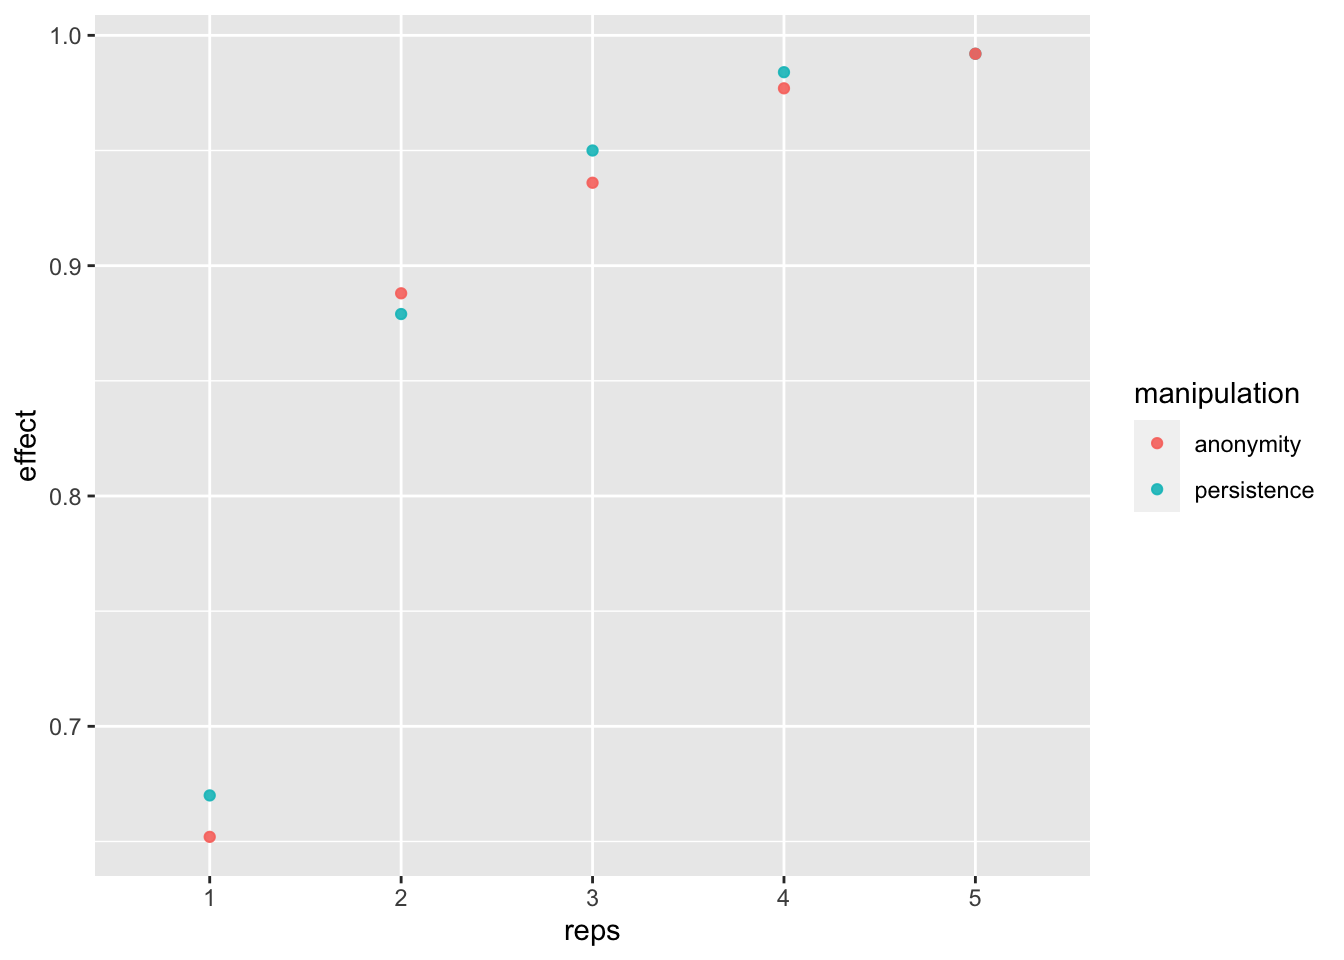 1.0
0.9
0.8
0.7
effect
1 2 3 4 5
reps
manipulation
anonymity
persistence